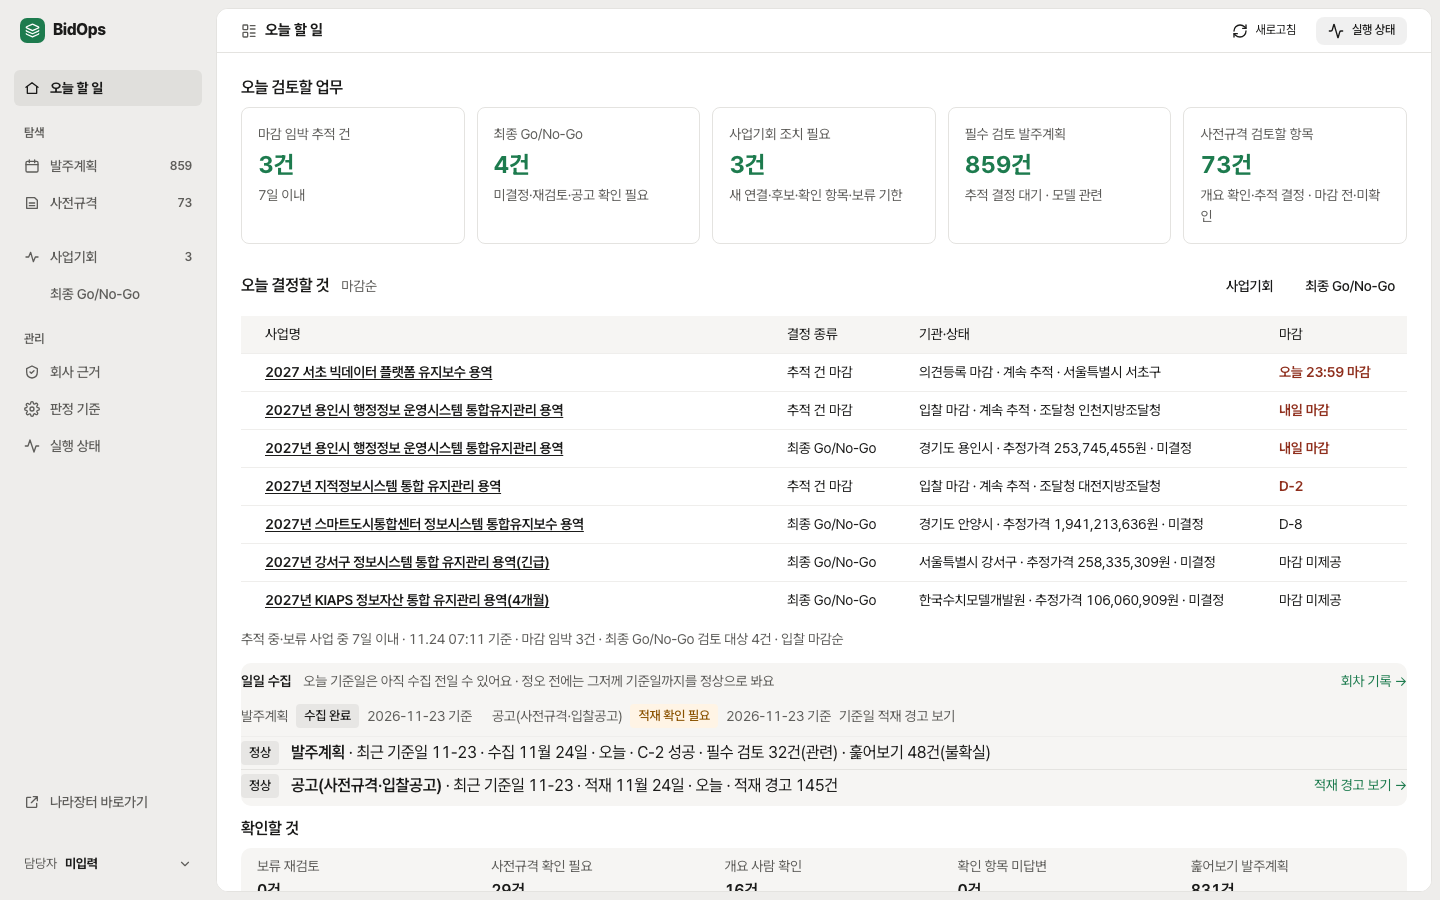 BidOps
오늘 할 일
탐색
발주계획 859
사전규격 73
사업기회 3
최종 Go/No-Go
관리
회사 근거
판정 기준
실행 상태
나라장터 바로가기
담당자 미입력
오늘 할 일
새로고침 실행 상태
오늘 검토할 업무
마감 임박 추적 건
3건
7일 이내
최종 Go/No-Go
4건
미결정·재검토·공고 확인 필요
사업기회 조치 필요
3건
새 연결·후보·확인 항목·보류 기한
필수 검토 발주계획
859건
추적 결정 대기 · 모델 관련
사전규격 검토할 항목
73건
개요 확인·추적 결정 · 마감 전·미확
인
오늘 결정할 것 마감순 사업기회 최종 Go/No-Go
사업명 결정 종류 기관·상태 마감
2027 서초 빅데이터 플랫폼 유지보수 용역 추적 건 마감 의견등록 마감 · 계속 추적 · 서울특별시 서초구 오늘 23:59 마감
2027년 용인시 행정정보 운영시스템 통합유지관리 용역 추적 건 마감 입찰 마감 · 계속 추적 · 조달청 인천지방조달청 내일 마감
2027년 용인시 행정정보 운영시스템 통합유지관리 용역 최종 Go/No-Go 경기도 용인시 · 추정가격 253,745,455원 · 미결정 내일 마감
2027년 지적정보시스템 통합 유지관리 용역 추적 건 마감 입찰 마감 · 계속 추적 · 조달청 대전지방조달청 D-2
2027년 스마트도시통합센터 정보시스템 통합유지보수 용역 최종 Go/No-Go 경기도 안양시 · 추정가격 1,941,213,636원 · 미결정 D-8
2027년 강서구 정보시스템 통합 유지관리 용역(긴급) 최종 Go/No-Go 서울특별시 강서구 · 추정가격 258,335,309원 · 미결정 마감 미제공
2027년 KIAPS 정보자산 통합 유지관리 용역(4개월) 최종 Go/No-Go 한국수치모델개발원 · 추정가격 106,060,909원 · 미결정 마감 미제공
추적 중·보류 사업 중 7일 이내 · 11.24 07:11 기준 · 마감 임박 3건 · 최종 Go/No-Go 검토 대상 4건 · 입찰 마감순
일일 수집 오늘 기준일은 아직 수집 전일 수 있어요 · 정오 전에는 그저께 기준일까지를 정상으로 봐요 회차 기록 →
발주계획 수집 완료 2026-11-23 기준 공고(사전규격·입찰공고) 적재 확인 필요 2026-11-23 기준 기준일 적재 경고 보기
정상 발주계획 · 최근 기준일 11-23 · 수집 11월 24일 · 오늘 · C-2 성공 · 필수 검토 32건(관련) · 훑어보기 48건(불확실)
정상 공고(사전규격·입찰공고) · 최근 기준일 11-23 · 적재 11월 24일 · 오늘 · 적재 경고 145건 적재 경고 보기 →
확인할 것
보류 재검토 사전규격 확인 필요 개요 사람 확인 확인 항목 미답변 훑어보기 발주계획
0건 29건 16건 0건 831건